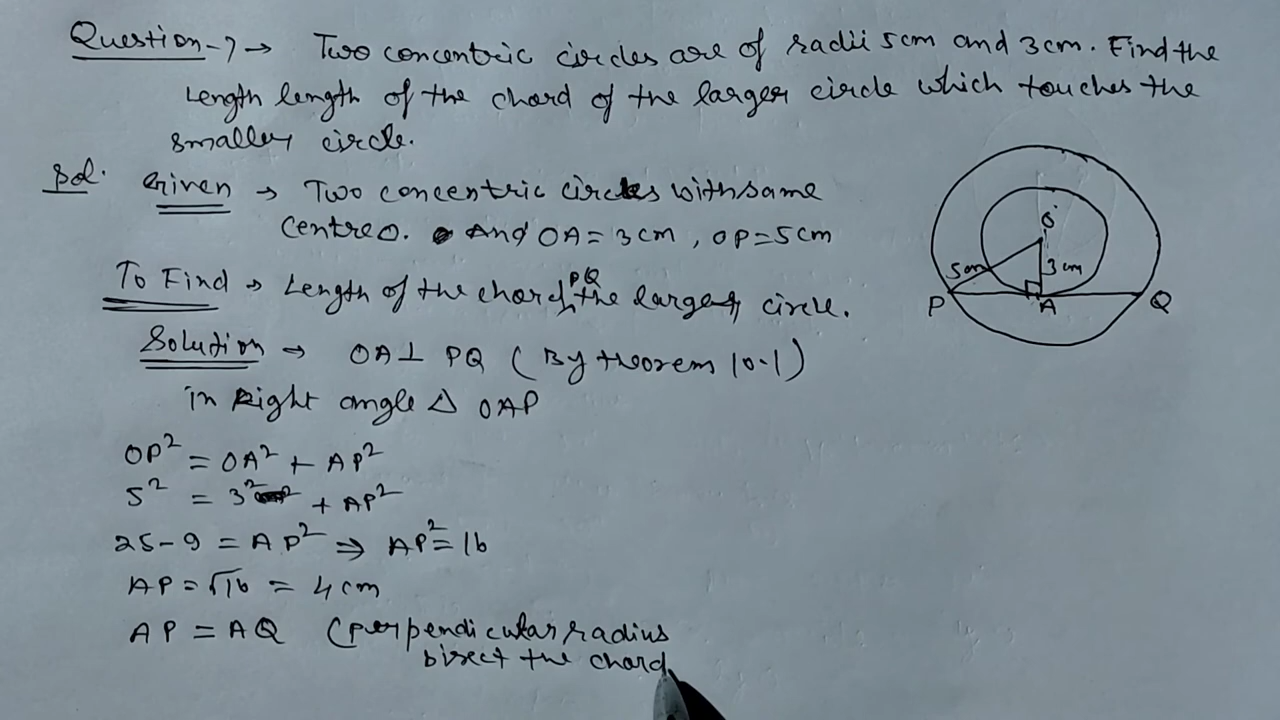 Question-7 → Two concentric circles are of radii 5cm and 3cm. Find the
Length length of the chord of the larger circle which touches the
smaller circle.
Sol. Given → Two concentric circles with same
Centre O. And OA = 3cm, OP = 5cm
To Find → Length of the chord PQ, the larger circle.
Solution → OA ⊥ PQ (By theorem 10.1)
in Right angle △ OAP
OP² = OA² + AP²
5² = 3² + AP²
25 - 9 = AP² ⇒ AP² = 16
AP = √16 = 4cm
AP = AQ (perpendicular radius
bisect the chord
O
5cm
3cm
P
A
Q